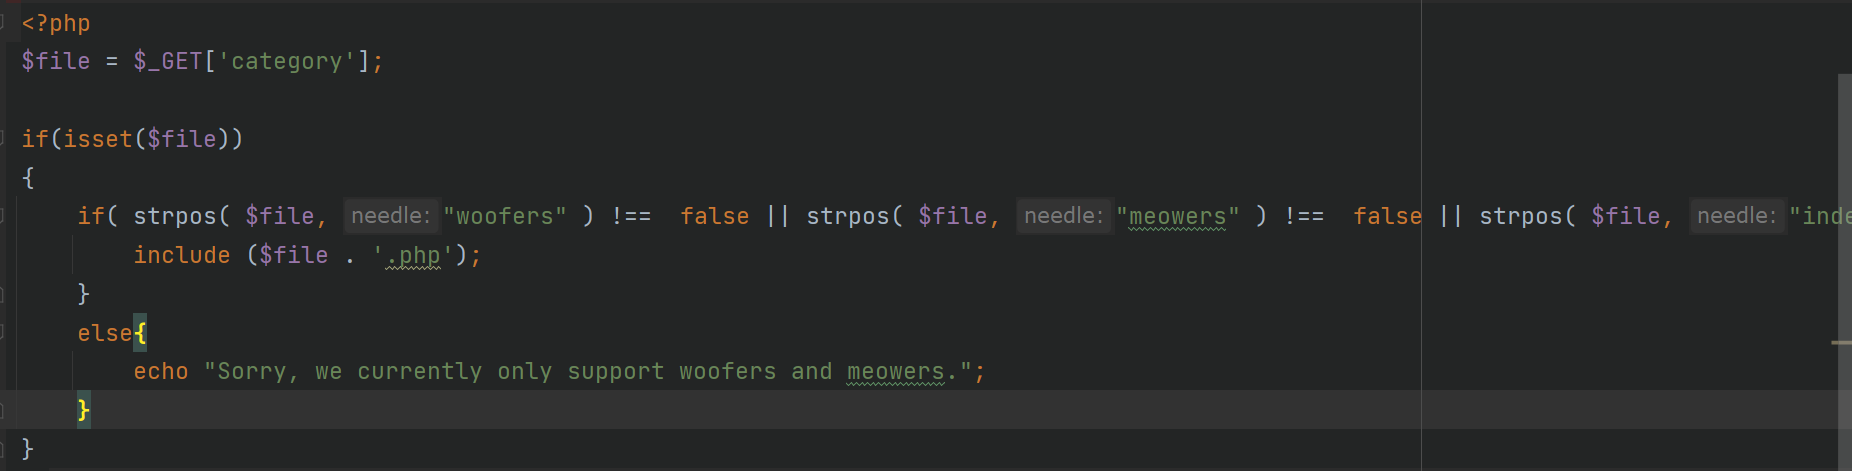 <?php
$file = $_GET['category'];
if(isset($file))
{
if( strpos( $file, needle: "woofers" ) !== false || strpos( $file, needle: "meowers" ) !== false || strpos( $file, needle: "inde
include ($file . '.php');
}
else{
echo "Sorry, we currently only support woofers and meowers.";
}
}